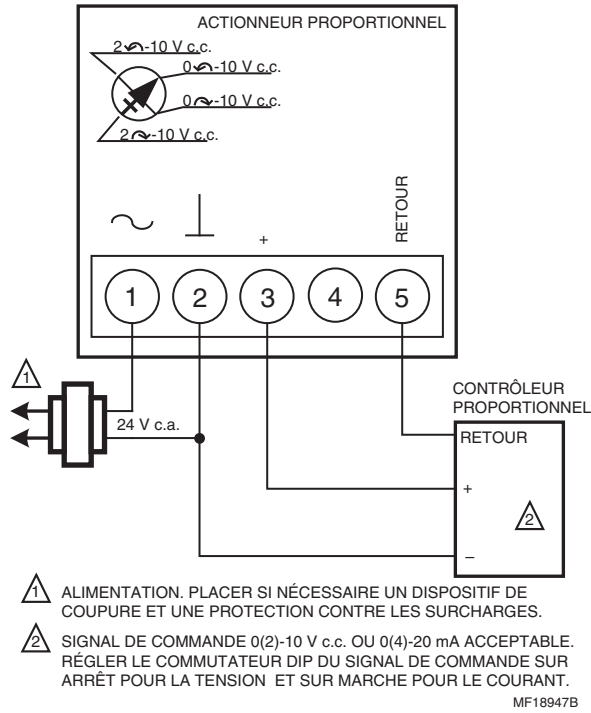 ACTIONNEUR PROPORTIONNEL
2↶-10 V c.c.
0↶-10 V c.c.
0↷-10 V c.c.
2↷-10 V c.c.
RETOUR
+
1 2 3 4 5
1
24 V c.a.
CONTRÔLEUR
PROPORTIONNEL
RETOUR
+
2
–
1 ALIMENTATION. PLACER SI NÉCESSAIRE UN DISPOSITIF DE
COUPURE ET UNE PROTECTION CONTRE LES SURCHARGES.
2 SIGNAL DE COMMANDE 0(2)-10 V c.c. OU 0(4)-20 mA ACCEPTABLE.
RÉGLER LE COMMUTATEUR DIP DU SIGNAL DE COMMANDE SUR
ARRÊT POUR LA TENSION ET SUR MARCHE POUR LE COURANT.
MF18947B